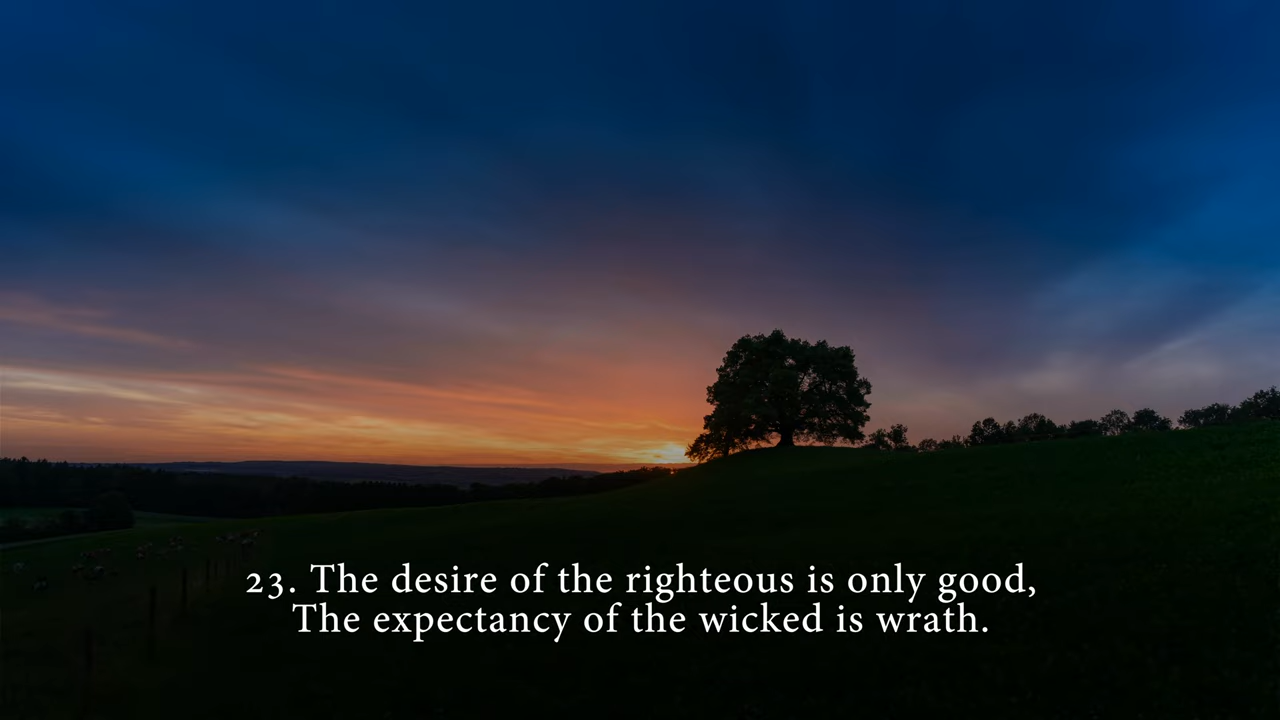 23. The desire of the righteous is only good,
The expectancy of the wicked is wrath.